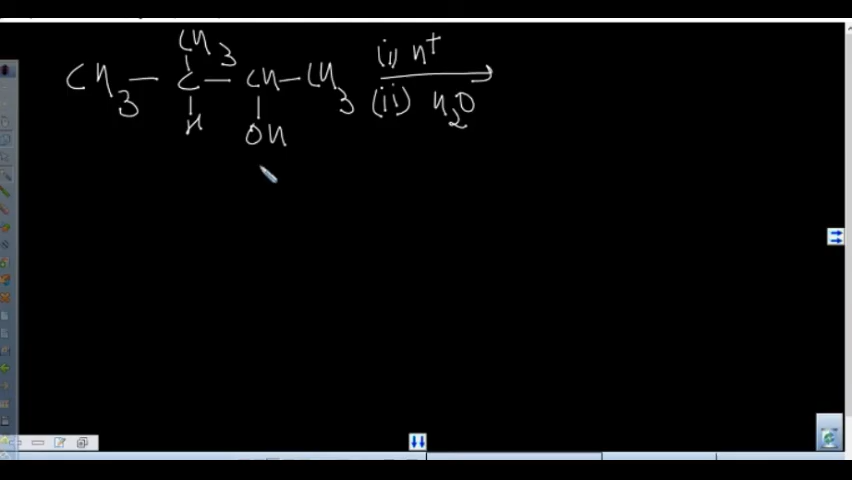 CH3
CH3 — C — CH — CH3 (i) H+
H OH (ii) H2O